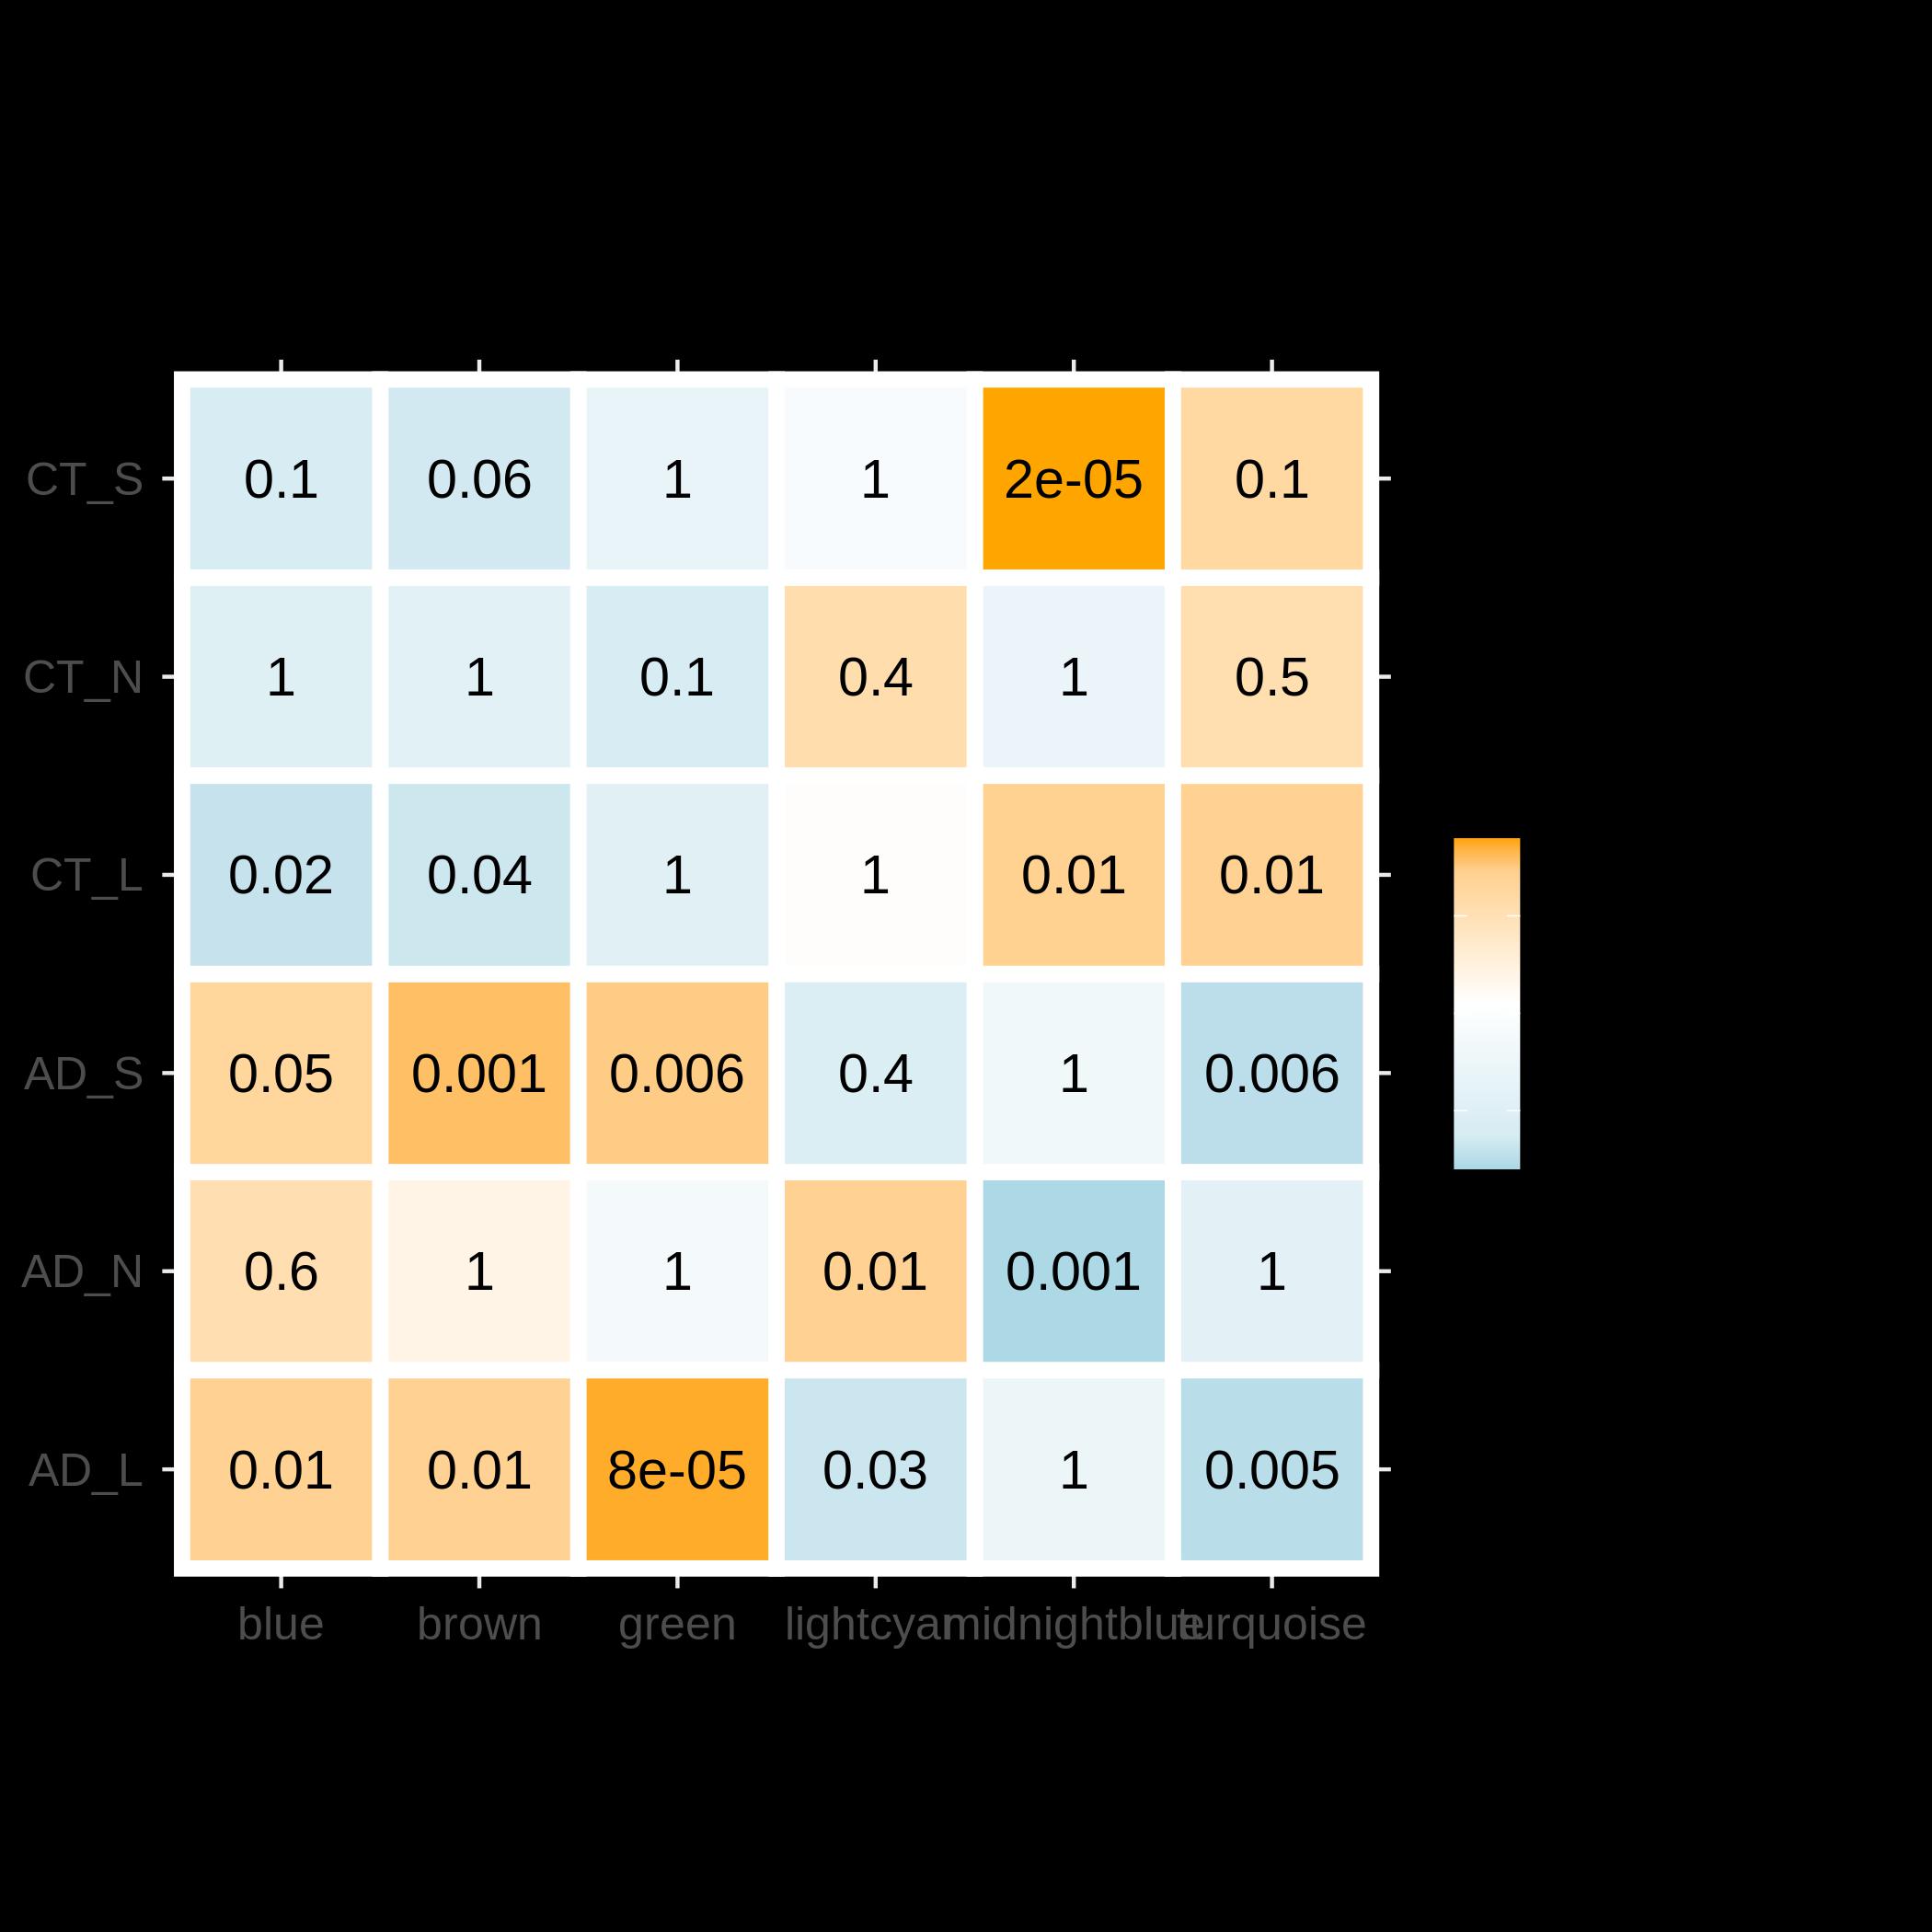 CT_S 0.1 0.06 1 1 2e-05 0.1
CT_N 1 1 0.1 0.4 1 0.5
CT_L 0.02 0.04 1 1 0.01 0.01
AD_S 0.05 0.001 0.006 0.4 1 0.006
AD_N 0.6 1 1 0.01 0.001 1
AD_L 0.01 0.01 8e-05 0.03 1 0.005
blue brown green lightcyan midnightblue turquoise